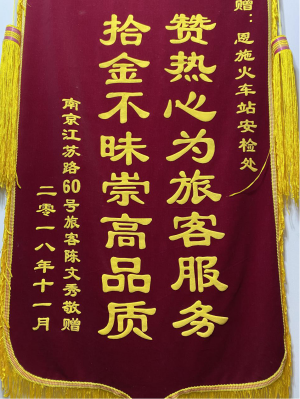 赠：恩施火车站安检处
赞热心为旅客服务
拾金不昧崇高品质
南京江苏路60号旅客陈文秀敬赠
二零一八年十一月